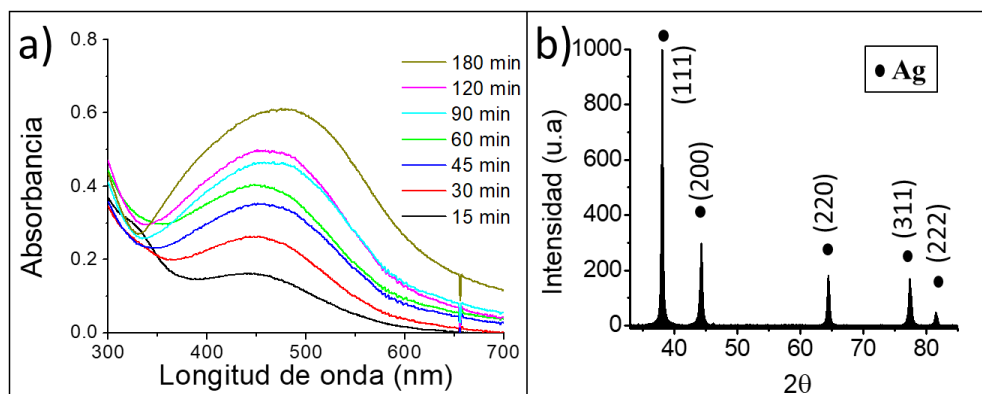 a)
0.8
0.6
0.4
0.2
0.0
Absorbancia
300 400 500 600 700
Longitud de onda (nm)
180 min
120 min
90 min
60 min
45 min
30 min
15 min
b)
1000
800
600
400
200
0
Intensidad (u.a)
40 50 60 70 80
2θ
(111)
(200)
(220)
(311)
(222)
• Ag